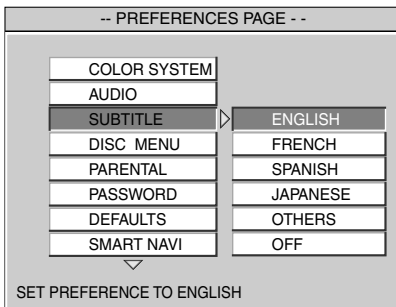 -- PREFERENCES PAGE - -
COLOR SYSTEM
AUDIO
SUBTITLE
ENGLISH
DISC MENU
FRENCH
PARENTAL
SPANISH
PASSWORD
JAPANESE
DEFAULTS
OTHERS
SMART NAVI
OFF
SET PREFERENCE TO ENGLISH